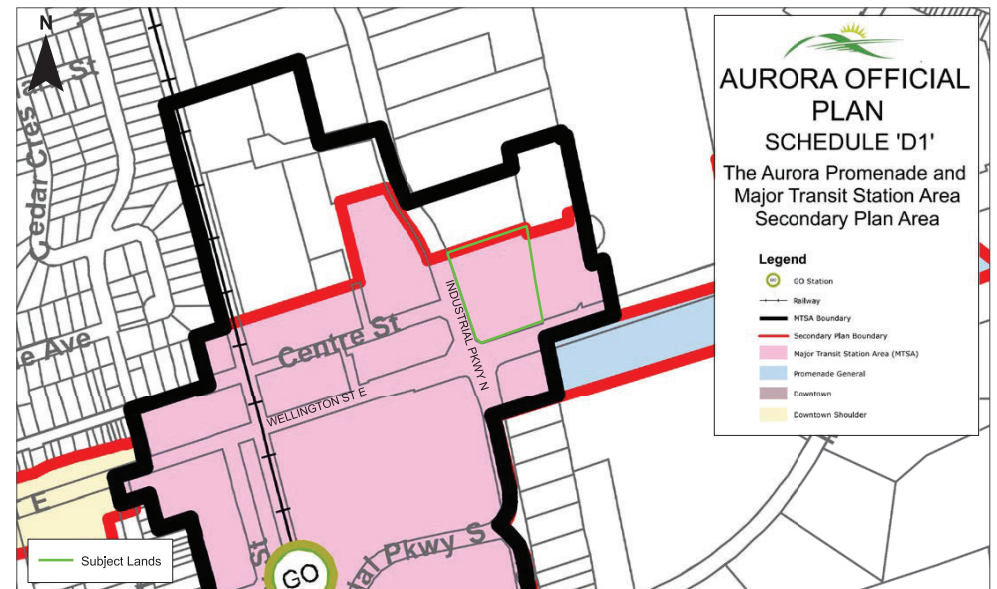 N
St
Cedar Cres
AURORA OFFICIAL
PLAN
SCHEDULE 'D1'
The Aurora Promenade and
Major Transit Station Area
Secondary Plan Area
Legend
GO
GO Station
Railway
MTSA Boundary
Secondary Plan Boundary
Major Transit Station Area (MTSA)
Promenade General
Downtown
Downtown Shoulder
INDUSTRIAL PKWY N
Centre St
e Ave
WELLINGTON ST E
E
St
GO
ial Pkwy S
Subject Lands